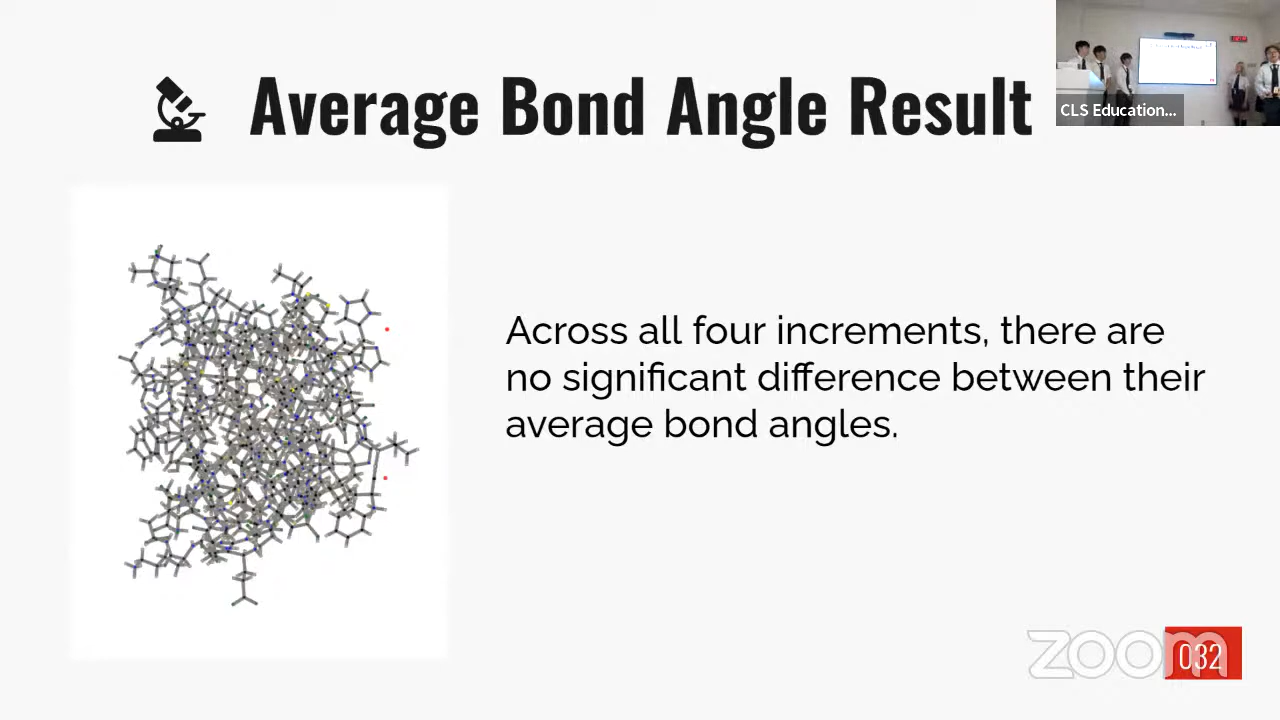 Average Bond Angle Result
CLS Education...
Across all four increments, there are
no significant difference between their
average bond angles.
zoom
032